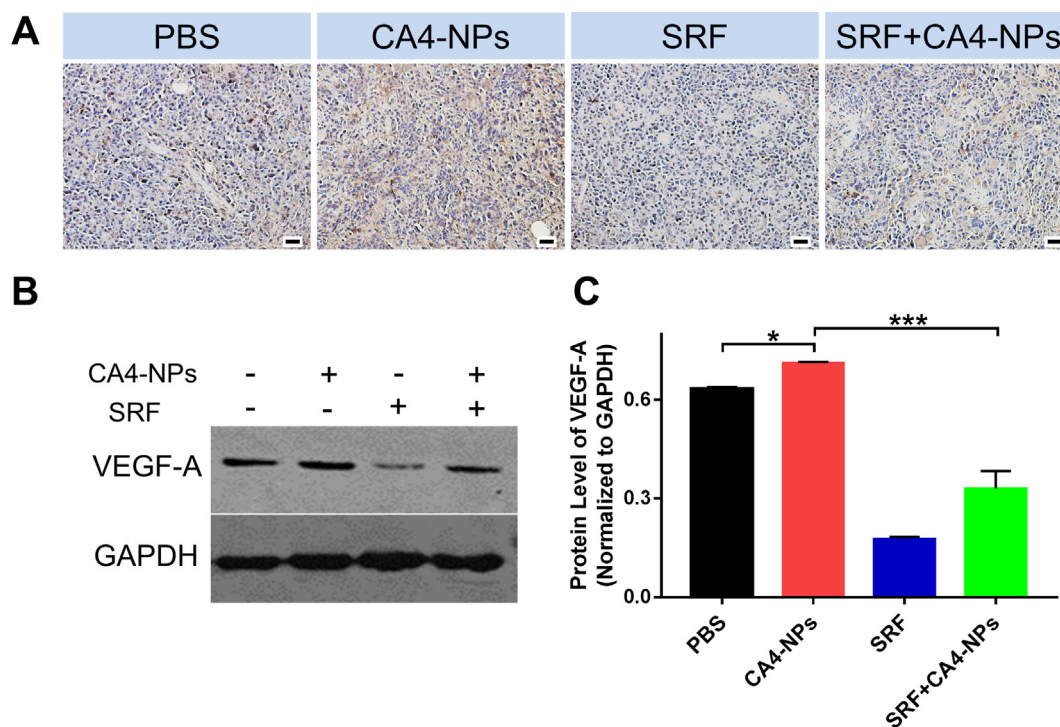 A
PBS
CA4-NPs
SRF
SRF+CA4-NPs
B
CA4-NPs - + - +
SRF - - + +
VEGF-A
GAPDH
C
Protein Level of VEGF-A
(Normalized to GAPDH)
0.6
0.3
0.0
*
***
PBS
CA4-NPs
SRF
SRF+CA4-NPs